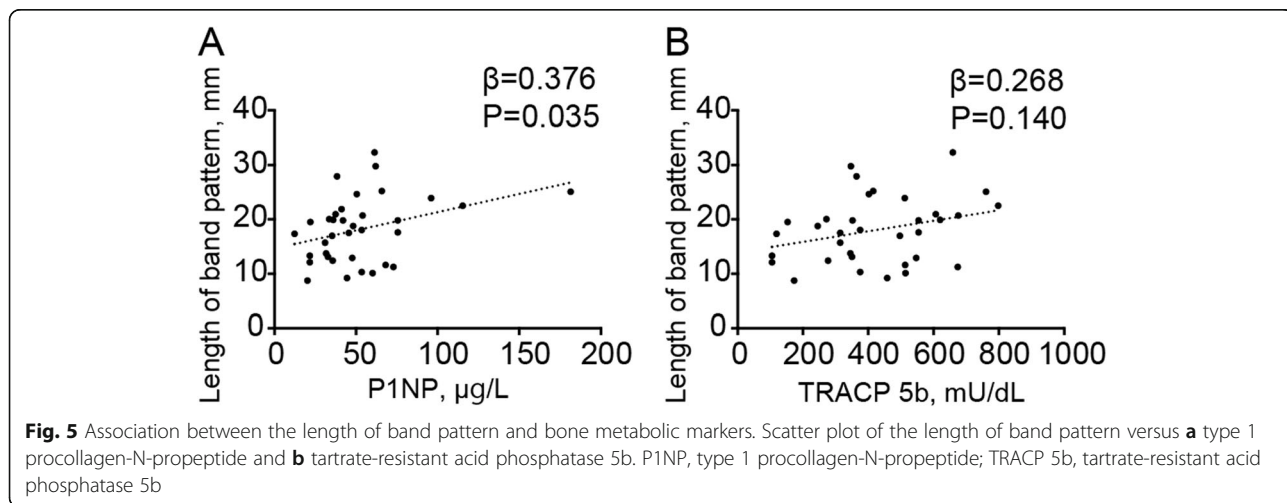 A
β=0.376
P=0.035
Length of band pattern, mm
40
30
20
10
0
0 50 100 150 200
P1NP, µg/L
B
β=0.268
P=0.140
Length of band pattern, mm
40
30
20
10
0
0 200 400 600 800 1000
TRACP 5b, mU/dL
Fig. 5 Association between the length of band pattern and bone metabolic markers. Scatter plot of the length of band pattern versus a type 1
procollagen-N-propeptide and b tartrate-resistant acid phosphatase 5b. P1NP, type 1 procollagen-N-propeptide; TRACP 5b, tartrate-resistant acid
phosphatase 5b